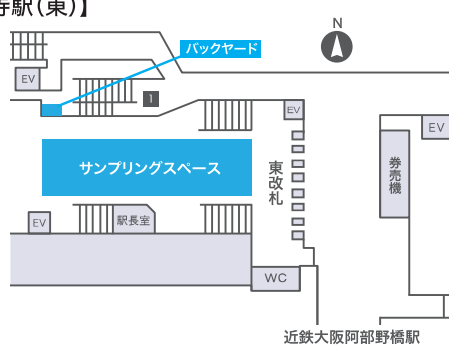 寺駅(東)】
N
バックヤード
EV
1
EV
EV
サンプリングスペース
東改札
券売機
EV
駅長室
WC
近鉄大阪阿部野橋駅